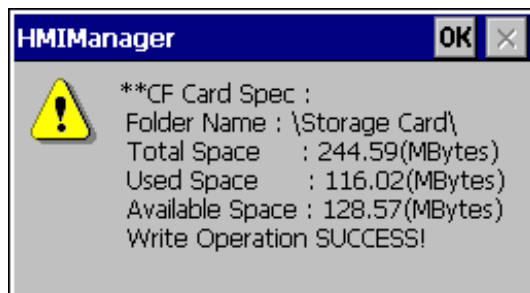 HMIManager OK ×
**CF Card Spec :
Folder Name : \Storage Card\
Total Space : 244.59(MBytes)
Used Space : 116.02(MBytes)
Available Space : 128.57(MBytes)
Write Operation SUCCESS!